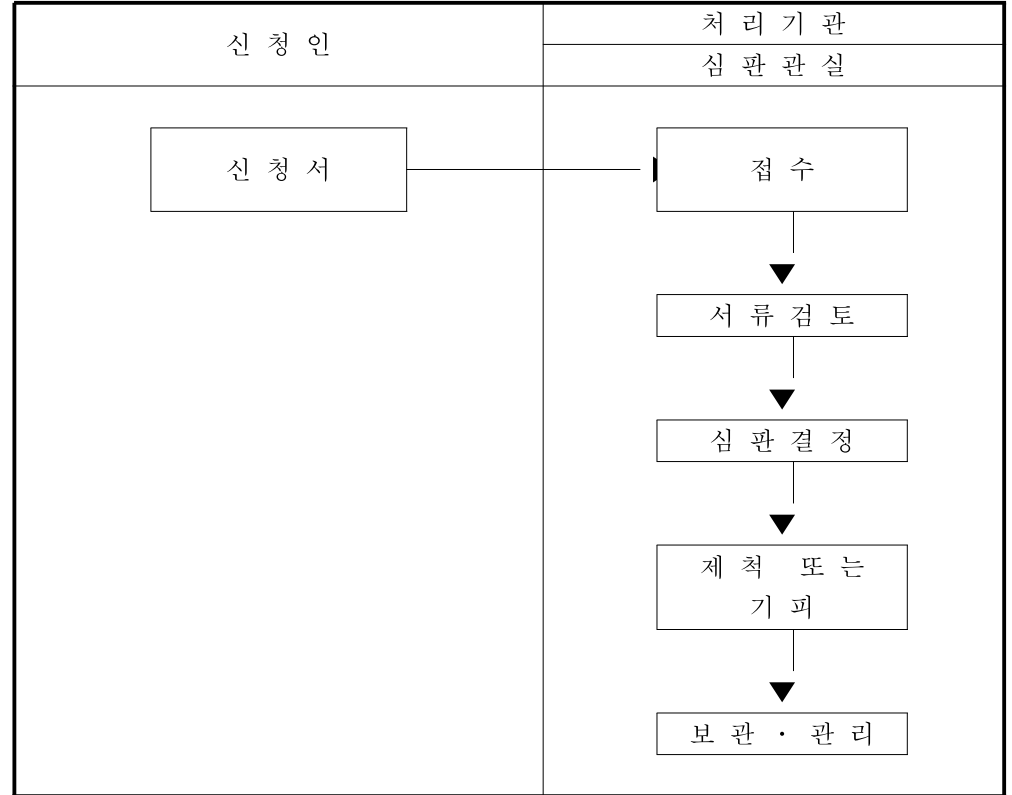 신 청 인
처 리 기 관
심 판 관 실
신 청 서
접 수
서 류 검 토
심 판 결 정
제 척 또 는
기 피
보 관 · 관 리